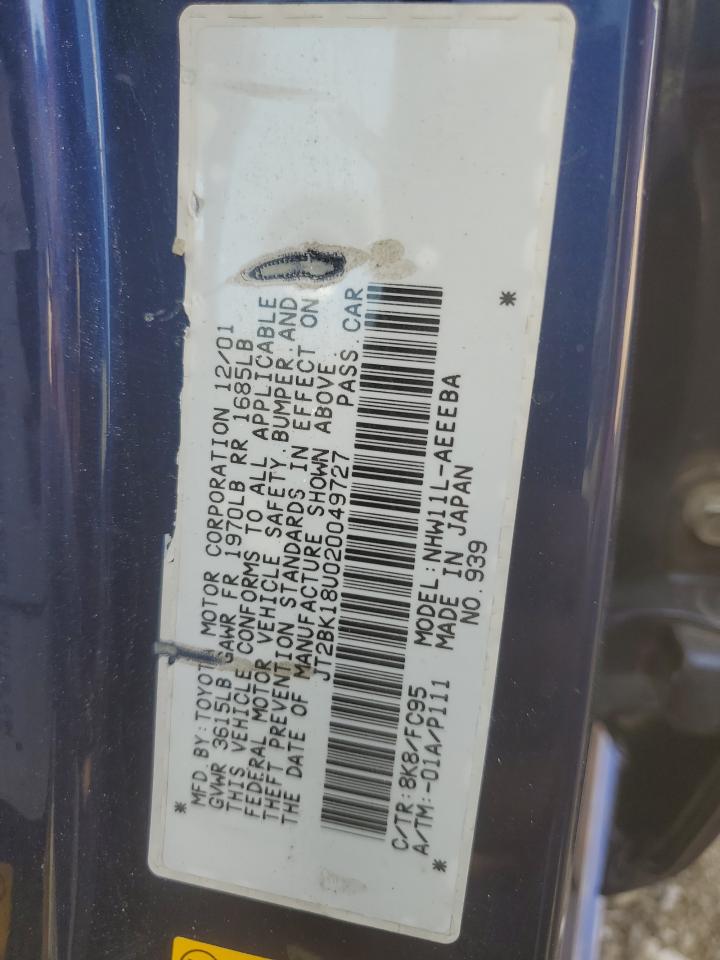 MFD. BY: TOYOTA MOTOR CORPORATION 12/01
GVWR 3615LB GAWR FR 1970LB RR 1685LB
THIS VEHICLE CONFORMS TO ALL APPLICABLE
FEDERAL MOTOR VEHICLE SAFETY, BUMPER, AND
THEFT PREVENTION STANDARDS IN EFFECT ON
THE DATE OF MANUFACTURE SHOWN ABOVE.
JT2BK18U020049727 PASS. CAR
C/TR: 8K8/FC95 MODEL: NHW11L-AEEEBA
A/TM: -01A/P111 MADE IN JAPAN
NO. 939